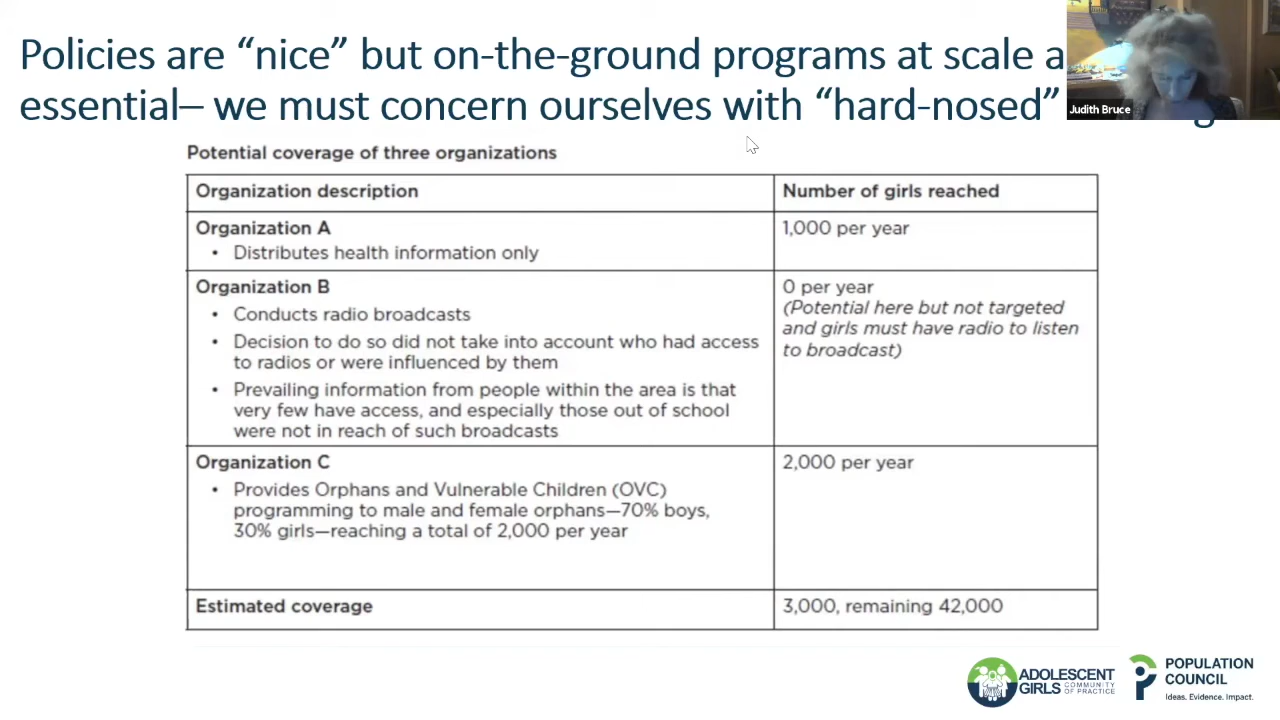 Policies are “nice” but on-the-ground programs at scale a
essential– we must concern ourselves with “hard-nosed”
Judith Bruce
Potential coverage of three organizations
Organization description
Number of girls reached
Organization A
• Distributes health information only
1,000 per year
Organization B
• Conducts radio broadcasts
• Decision to do so did not take into account who had access
to radios or were influenced by them
• Prevailing information from people within the area is that
very few have access, and especially those out of school
were not in reach of such broadcasts
0 per year
(Potential here but not targeted
and girls must have radio to listen
to broadcast)
Organization C
• Provides Orphans and Vulnerable Children (OVC)
programming to male and female orphans—70% boys,
30% girls—reaching a total of 2,000 per year
2,000 per year
Estimated coverage
3,000, remaining 42,000
ADOLESCENT
GIRLS COMMUNITY
OF PRACTICE
POPULATION
COUNCIL
Ideas. Evidence. Impact.